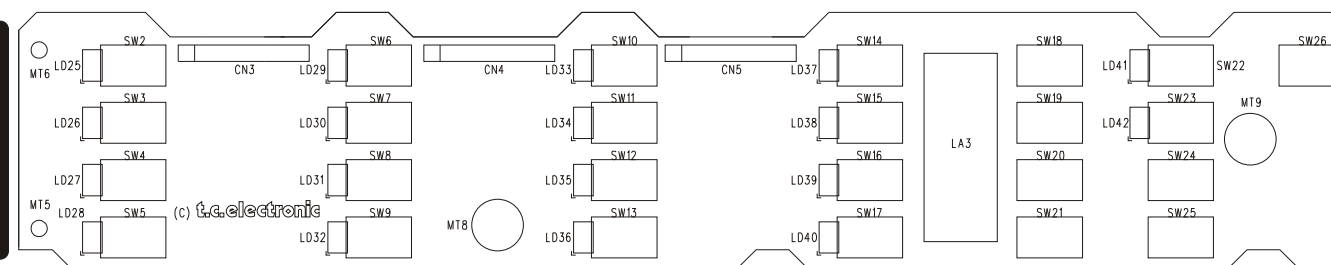 SW2 SW6 SW10 SW14 SW18 SW26
LD25 LD29 LD33 LD37 LD41 SW22
MT6 CN3 CN4 CN5
SW3 SW7 SW11 SW15 SW19 SW23 MT9
LD26 LD30 LD34 LD38 LD42
LA3
SW4 SW8 SW12 SW16 SW20 SW24
LD27 LD31 LD35 LD39
MT5
LD28 SW5 (C) t.c.electronic SW9 SW13 SW17 SW21 SW25
MT8
LD32 LD36 LD40